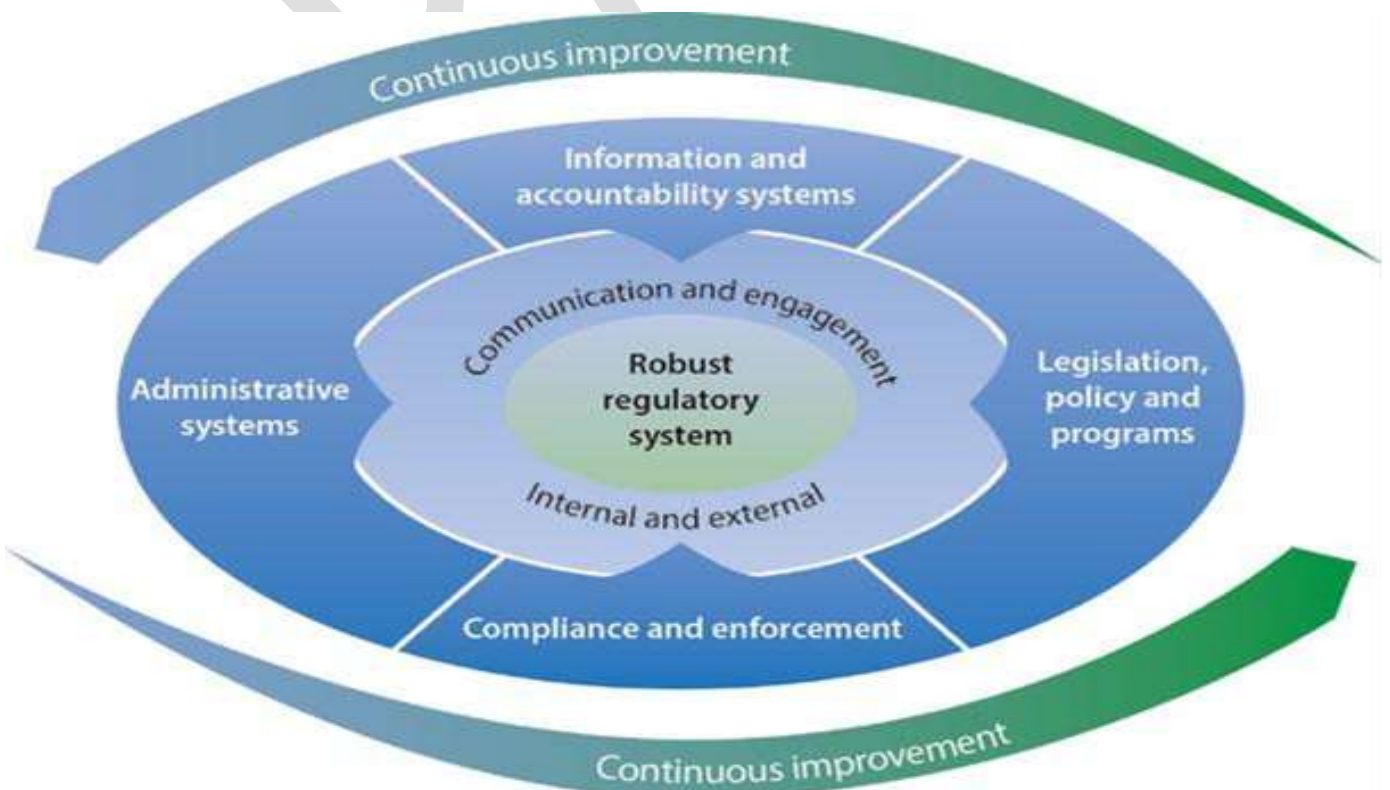 Continuous improvement
Information and
accountability systems
Communication and engagement
Robust
regulatory
system
Administrative
systems
Legislation,
policy and
programs
Internal and external
Compliance and enforcement
Continuous improvement